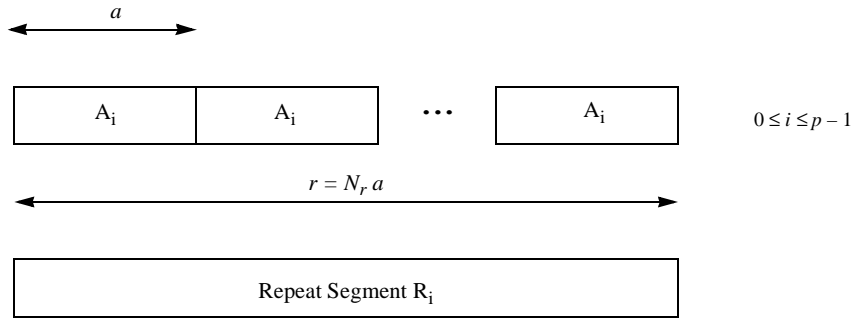 a
A_i A_i ... A_i 0 ≤ i ≤ p – 1
r = N_r a
Repeat Segment R_i